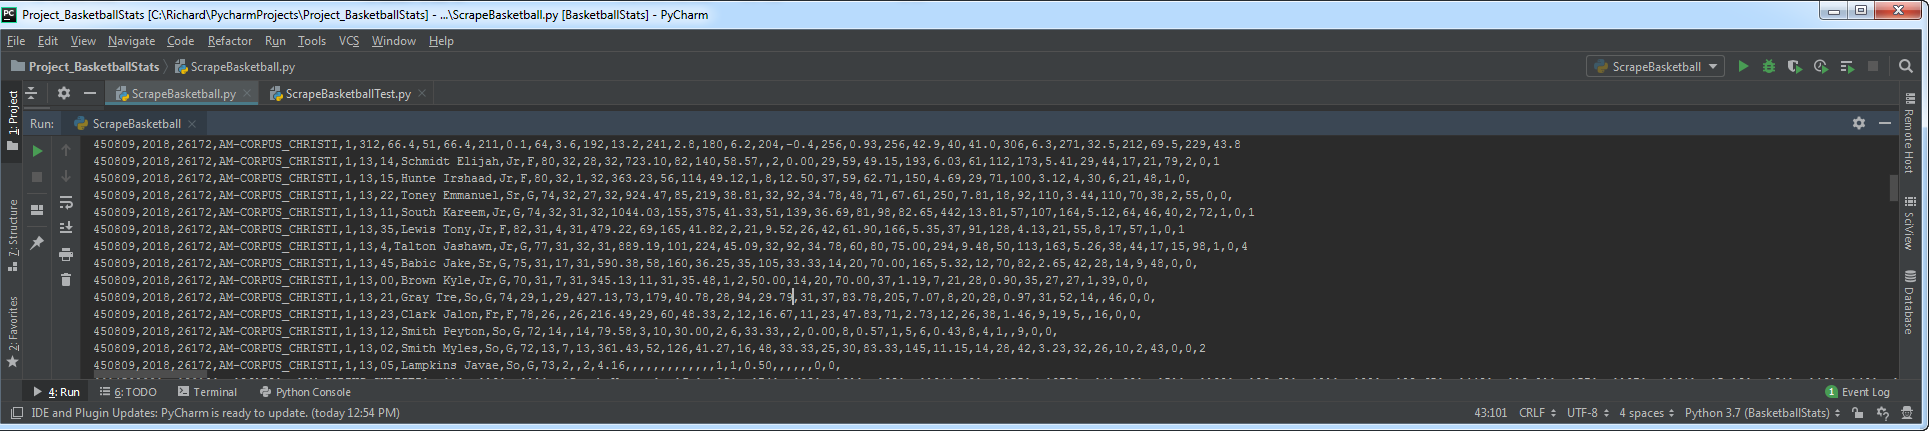 Project_BasketballStats [C:\Richard\PycharmProjects\Project_BasketballStats] - ...\ScrapeBasketball.py [BasketballStats] - PyCharm
File Edit View Navigate Code Refactor Run Tools VCS Window Help
Project_BasketballStats ScrapeBasketball.py ScrapeBasketball
1: Project
ScrapeBasketball.py ScrapeBasketballTest.py
Run: ScrapeBasketball
450809,2018,26172,AM-CORPUS_CHRISTI,1,312,66.4,51,66.4,211,0.1,64,3.6,192,13.2,241,2.8,180,6.2,204,-0.4,256,0.93,256,42.9,40,41.0,306,6.3,271,32.5,212,69.5,229,43.8
450809,2018,26172,AM-CORPUS_CHRISTI,1,13,14,Schmidt Elijah,Jr,F,80,32,28,32,723.10,82,140,58.57,,2,0.00,29,59,49.15,193,6.03,61,112,173,5.41,29,44,17,21,79,2,0,1
450809,2018,26172,AM-CORPUS_CHRISTI,1,13,15,Hunte Irshaad,Jr,F,80,32,1,32,363.23,56,114,49.12,1,8,12.50,37,59,62.71,150,4.69,29,71,100,3.12,4,30,6,21,48,1,0,
450809,2018,26172,AM-CORPUS_CHRISTI,1,13,22,Toney Emmanuel,Sr,G,74,32,27,32,924.47,85,219,38.81,32,92,34.78,48,71,67.61,250,7.81,18,92,110,3.44,110,70,38,2,55,0,0,
450809,2018,26172,AM-CORPUS_CHRISTI,1,13,11,South Kareem,Jr,G,74,32,31,32,1044.03,155,375,41.33,51,139,36.69,81,98,82.65,442,13.81,57,107,164,5.12,64,46,40,2,72,1,0,1
450809,2018,26172,AM-CORPUS_CHRISTI,1,13,35,Lewis Tony,Jr,F,82,31,4,31,479.22,69,165,41.82,2,21,9.52,26,42,61.90,166,5.35,37,91,128,4.13,21,55,8,17,57,1,0,1
450809,2018,26172,AM-CORPUS_CHRISTI,1,13,4,Talton Jashawn,Jr,G,77,31,32,31,889.19,101,224,45.09,32,92,34.78,60,80,75.00,294,9.48,50,113,163,5.26,38,44,17,15,98,1,0,4
450809,2018,26172,AM-CORPUS_CHRISTI,1,13,45,Babic Jake,Sr,G,75,31,17,31,590.38,58,160,36.25,35,105,33.33,14,20,70.00,165,5.32,12,70,82,2.65,42,28,14,9,48,0,0,
450809,2018,26172,AM-CORPUS_CHRISTI,1,13,00,Brown Kyle,Jr,G,70,31,7,31,345.13,11,31,35.48,1,2,50.00,14,20,70.00,37,1.19,7,21,28,0.90,35,27,27,1,39,0,0,
450809,2018,26172,AM-CORPUS_CHRISTI,1,13,21,Gray Tre,So,G,74,29,1,29,427.13,73,179,40.78,28,94,29.79,31,37,83.78,205,7.07,8,20,28,0.97,31,52,14,,46,0,0,
450809,2018,26172,AM-CORPUS_CHRISTI,1,13,23,Clark Jalon,Fr,F,78,26,,26,216.49,29,60,48.33,2,12,16.67,11,23,47.83,71,2.73,12,26,38,1.46,9,19,5,,16,0,0,
450809,2018,26172,AM-CORPUS_CHRISTI,1,13,12,Smith Peyton,So,G,72,14,,14,79.58,3,10,30.00,2,6,33.33,,2,0.00,8,0.57,1,5,6,0.43,8,4,1,,9,0,0,
450809,2018,26172,AM-CORPUS_CHRISTI,1,13,02,Smith Myles,So,G,72,13,7,13,361.43,52,126,41.27,16,48,33.33,25,30,83.33,145,11.15,14,28,42,3.23,32,26,10,2,43,0,0,2
450809,2018,26172,AM-CORPUS_CHRISTI,1,13,05,Lampkins Javae,So,G,73,2,,2,4.16,,,,,,,,,,,,,1,1,0.50,,,,,,0,0,
7: Structure
2: Favorites
Remote Host
SciView
Database
4: Run 6: TODO Terminal Python Console 1 Event Log
IDE and Plugin Updates: PyCharm is ready to update. (today 12:54 PM) 43:101 CRLF UTF-8 4 spaces Python 3.7 (BasketballStats)